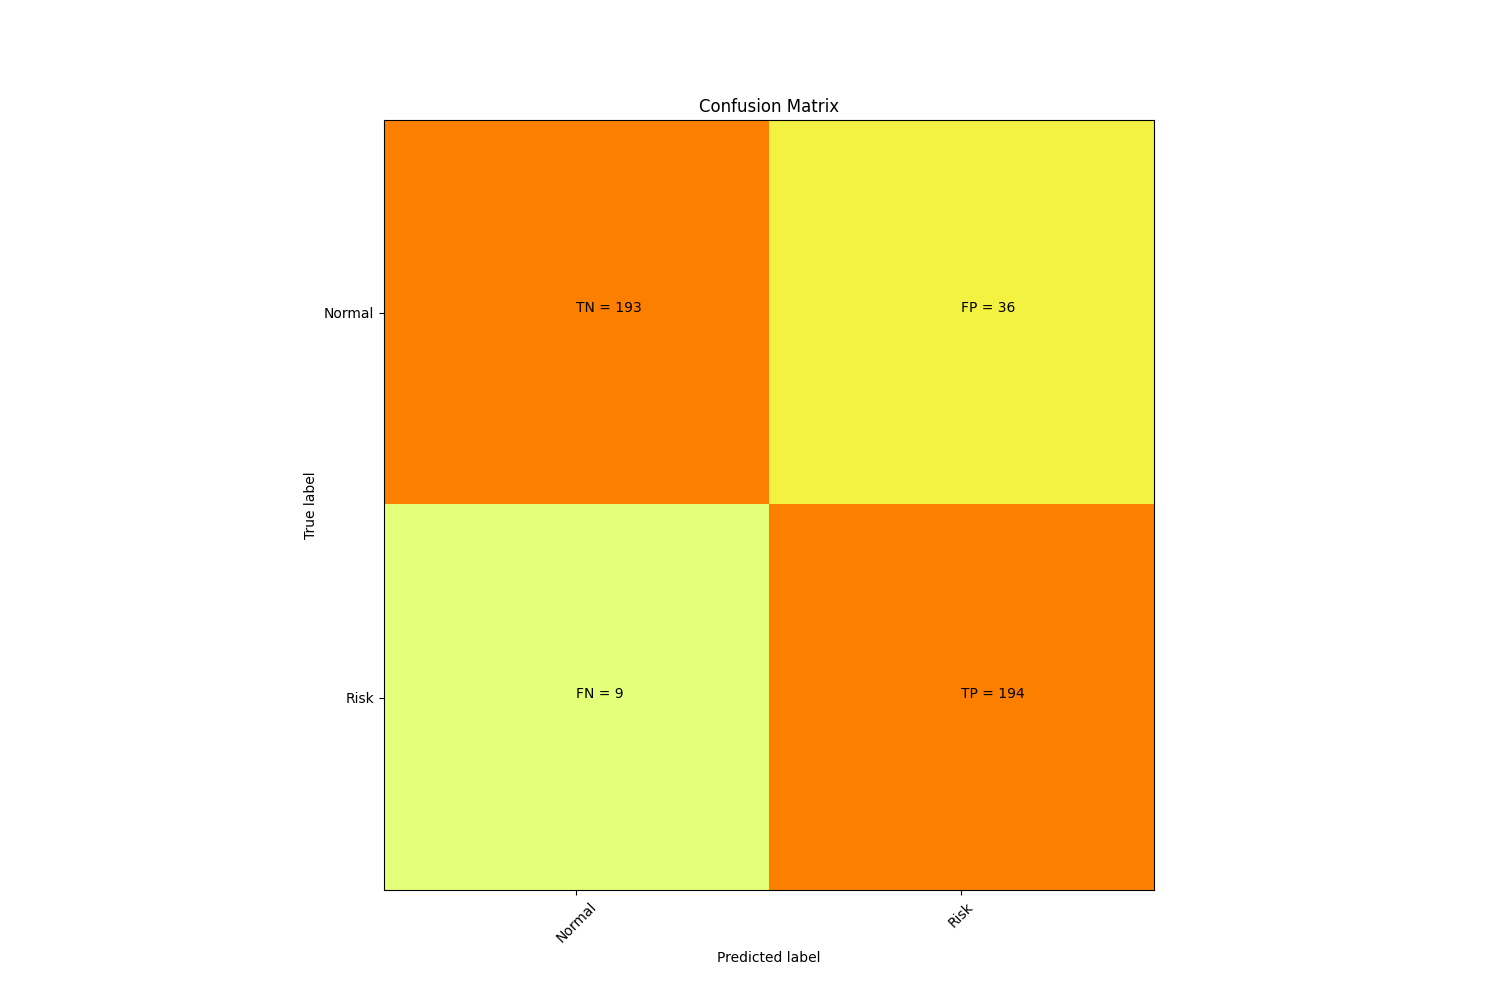 Confusion Matrix
TN = 193
FP = 36
Normal
True label
FN = 9
TP = 194
Risk
Normal
Risk
Predicted label